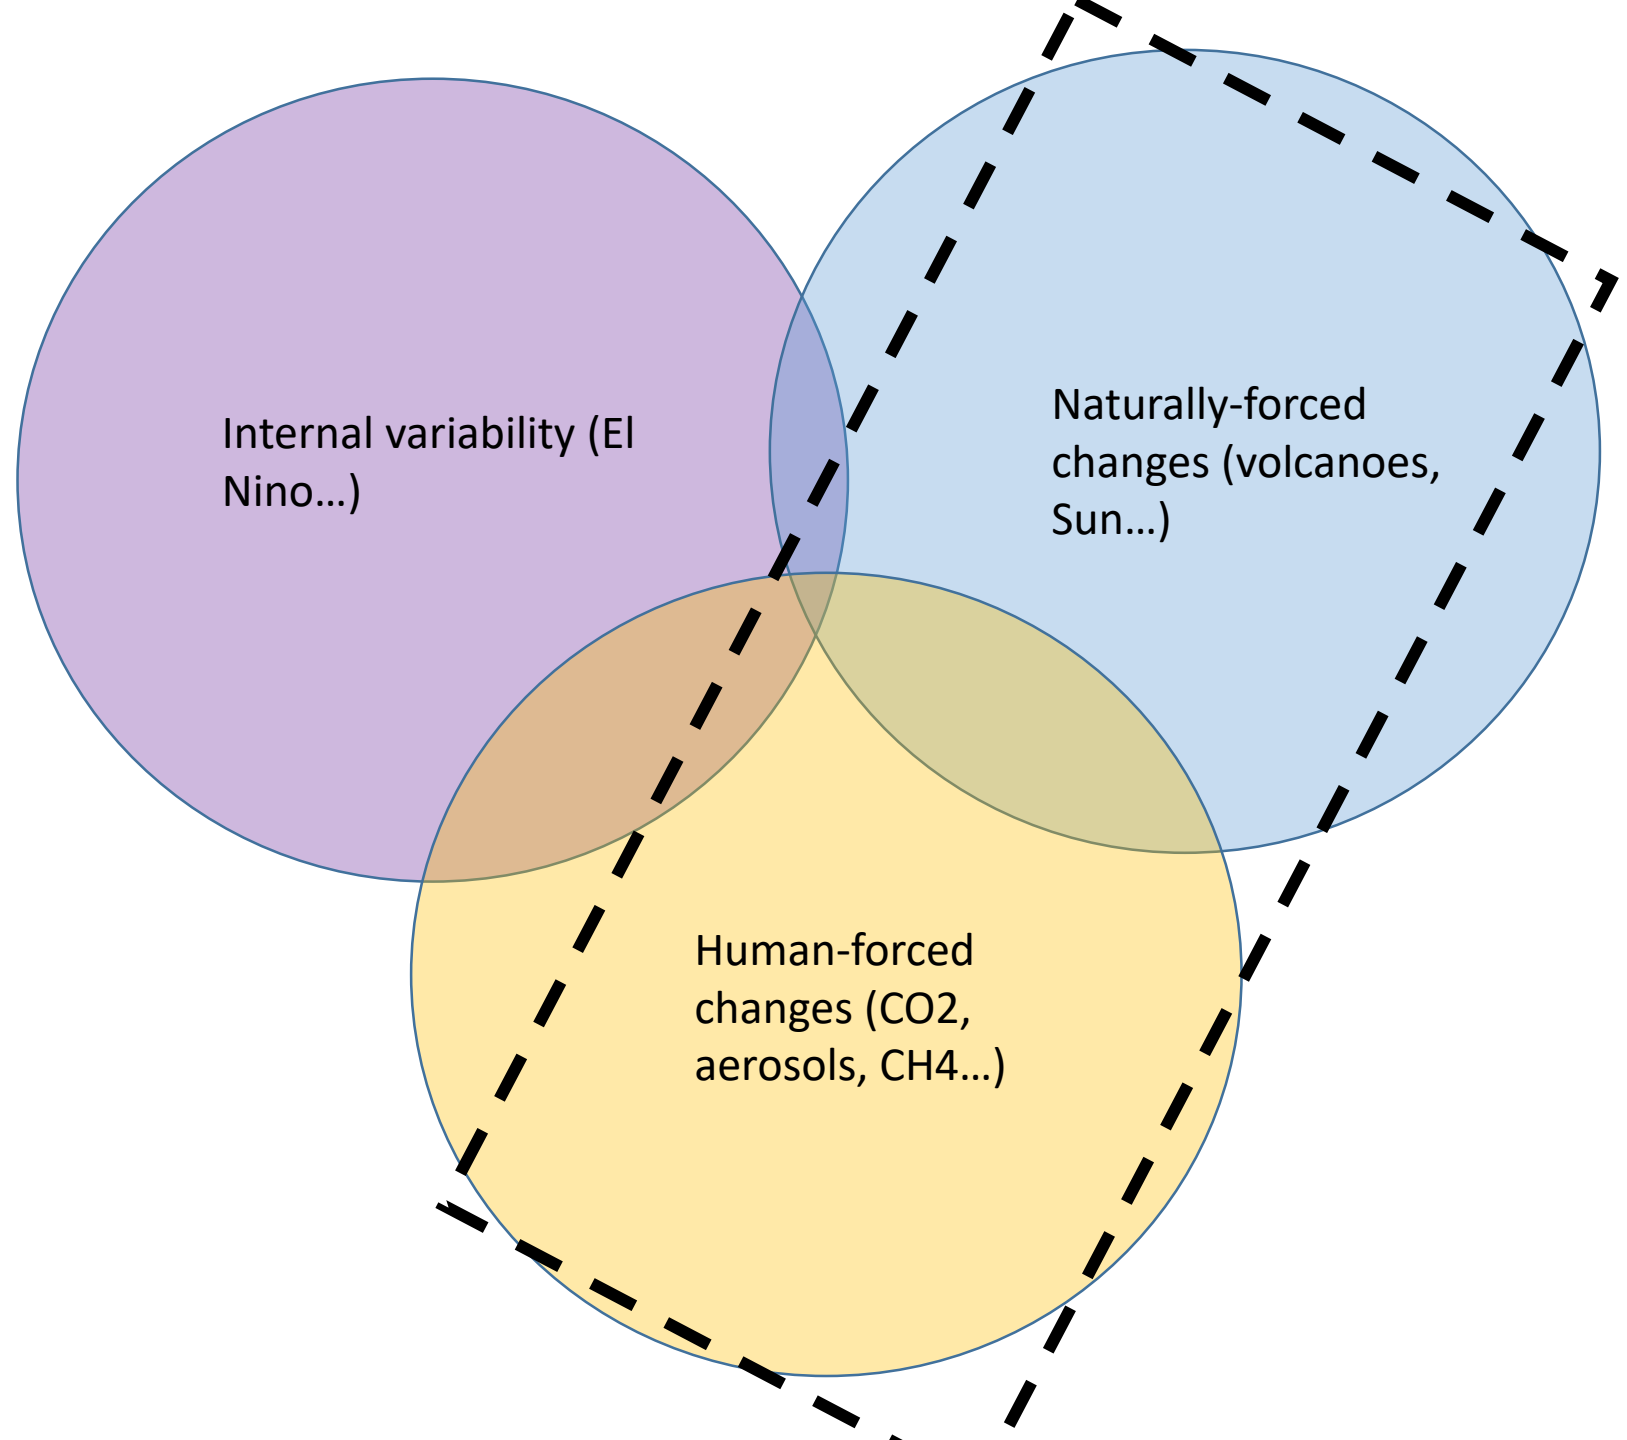 Internal variability (El
Nino...)
Naturally-forced
changes (volcanoes,
Sun...)
Human-forced
changes (CO2,
aerosols, CH4...)